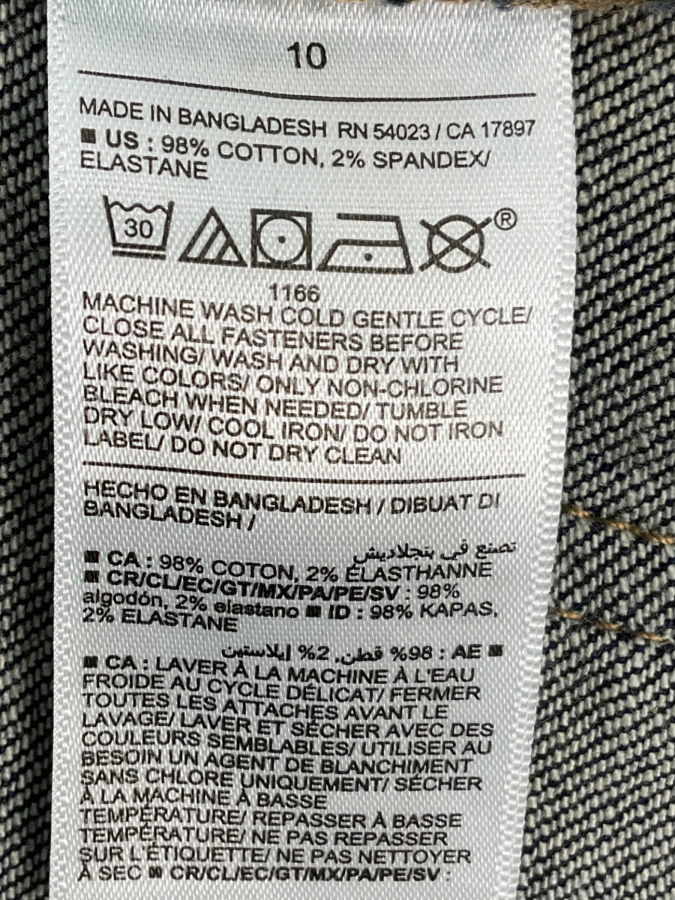 10
MADE IN BANGLADESH RN 54023 / CA 17897
■ US : 98% COTTON, 2% SPANDEX/
ELASTANE
30
®
1166
MACHINE WASH COLD GENTLE CYCLE/
CLOSE ALL FASTENERS BEFORE
WASHING/ WASH AND DRY WITH
LIKE COLORS/ ONLY NON-CHLORINE
BLEACH WHEN NEEDED/ TUMBLE
DRY LOW/ COOL IRON/ DO NOT IRON
LABEL/ DO NOT DRY CLEAN
HECHO EN BANGLADESH / DIBUAT DI
BANGLADESH /
تصنع في بنجلاديش
■ CA : 98% COTON, 2% ÉLASTHANNE
■ CR/CL/EC/GT/MX/PA/PE/SV : 98%
algodón, 2% elastano ■ ID : 98% KAPAS,
2% ELASTANE
■ AE : 98% قطن, 2% إيلاستين
■ CA : LAVER À LA MACHINE À L'EAU
FROIDE AU CYCLE DÉLICAT/ FERMER
TOUTES LES ATTACHES AVANT LE
LAVAGE/ LAVER ET SÉCHER AVEC DES
COULEURS SEMBLABLES/ UTILISER AU
BESOIN UN AGENT DE BLANCHIMENT
SANS CHLORE UNIQUEMENT/ SÉCHER
À LA MACHINE À BASSE
TEMPÉRATURE/ REPASSER À BASSE
TEMPÉRATURE/ NE PAS REPASSER
SUR L'ÉTIQUETTE/ NE PAS NETTOYER
À SEC ■ CR/CL/EC/GT/MX/PA/PE/SV :